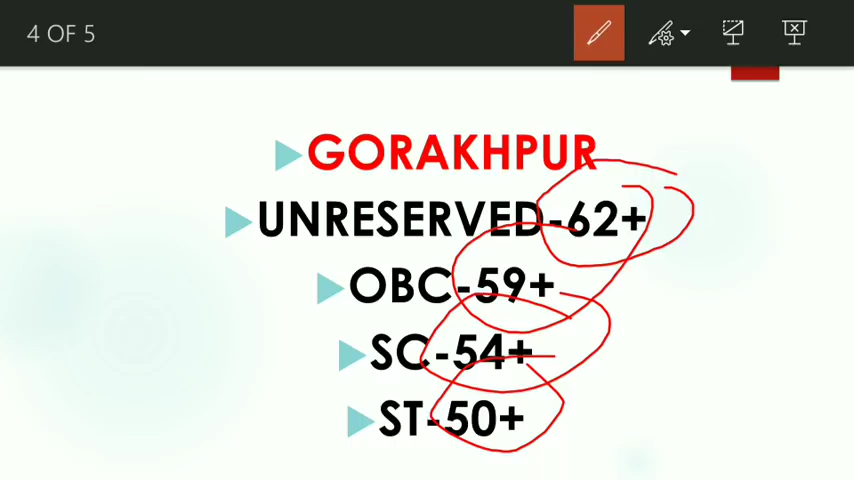 4 OF 5
GORAKHPUR
UNRESERVED-62+
OBC-59+
SC-54+
ST-50+